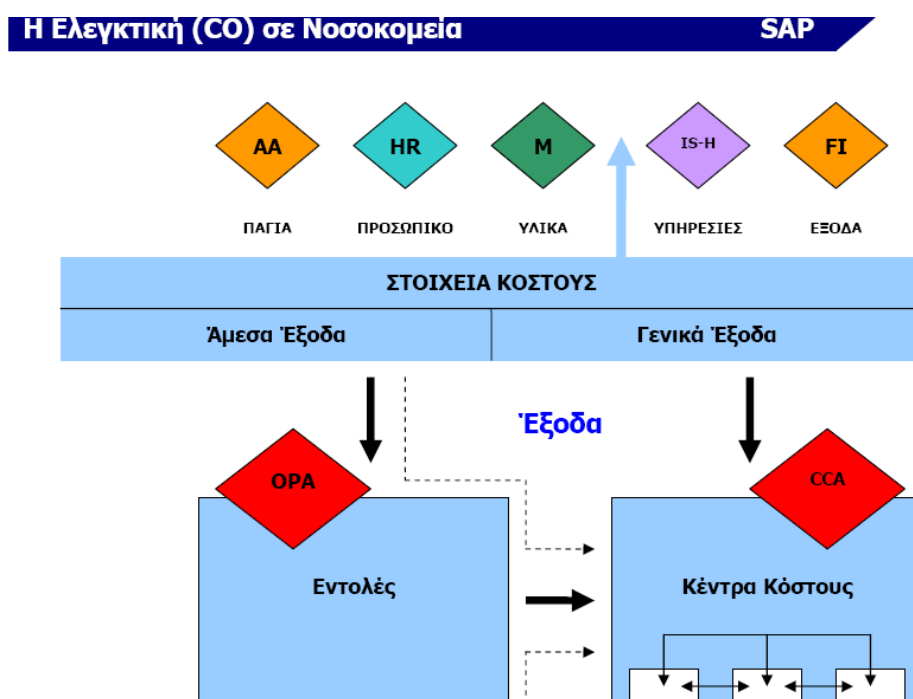 Η Ελεγκτική (CO) σε Νοσοκομεία SAP
AA HR M IS-H FI
ΠΑΓΙΑ ΠΡΟΣΩΠΙΚΟ ΥΛΙΚΑ ΥΠΗΡΕΣΙΕΣ ΕΞΟΔΑ
ΣΤΟΙΧΕΙΑ ΚΟΣΤΟΥΣ
Άμεσα Έξοδα Γενικά Έξοδα
Έξοδα
OPA CCA
Εντολές Κέντρα Κόστους